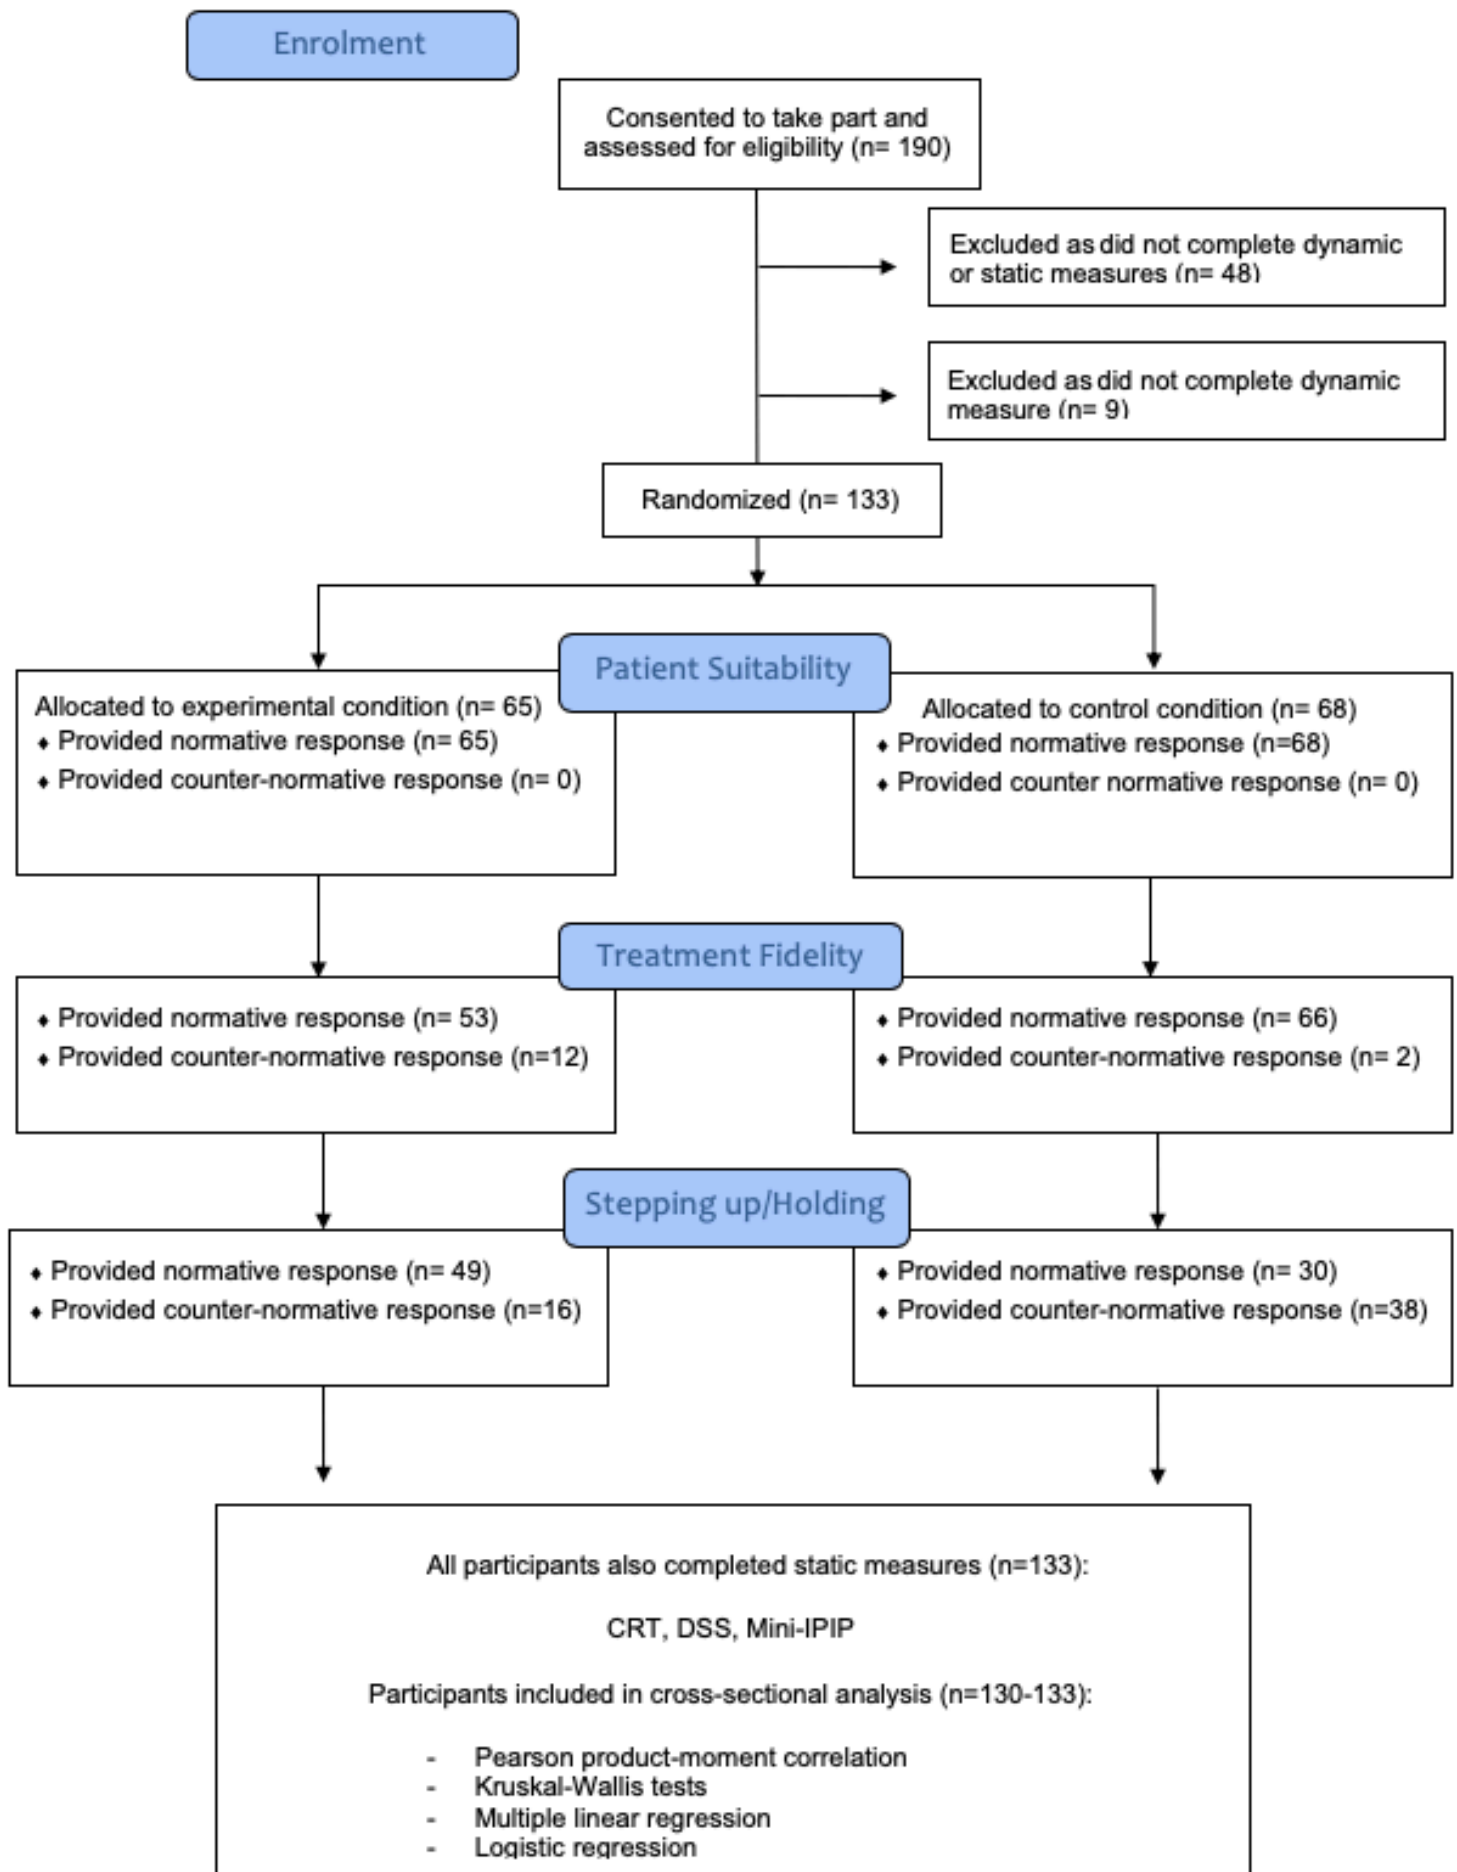 Enrolment
Consented to take part and
assessed for eligibility (n= 190)
Excluded as did not complete dynamic
or static measures (n= 48)
Excluded as did not complete dynamic
measure (n= 9)
Randomized (n= 133)
Patient Suitability
Allocated to experimental condition (n= 65)
♦ Provided normative response (n= 65)
♦ Provided counter-normative response (n= 0)
Allocated to control condition (n= 68)
♦ Provided normative response (n=68)
♦ Provided counter normative response (n= 0)
Treatment Fidelity
♦ Provided normative response (n= 53)
♦ Provided counter-normative response (n=12)
♦ Provided normative response (n= 66)
♦ Provided counter-normative response (n= 2)
Stepping up/Holding
♦ Provided normative response (n= 49)
♦ Provided counter-normative response (n=16)
♦ Provided normative response (n= 30)
♦ Provided counter-normative response (n=38)
All participants also completed static measures (n=133):
CRT, DSS, Mini-IPIP
Participants included in cross-sectional analysis (n=130-133):
- Pearson product-moment correlation
- Kruskal-Wallis tests
- Multiple linear regression
- Logistic regression